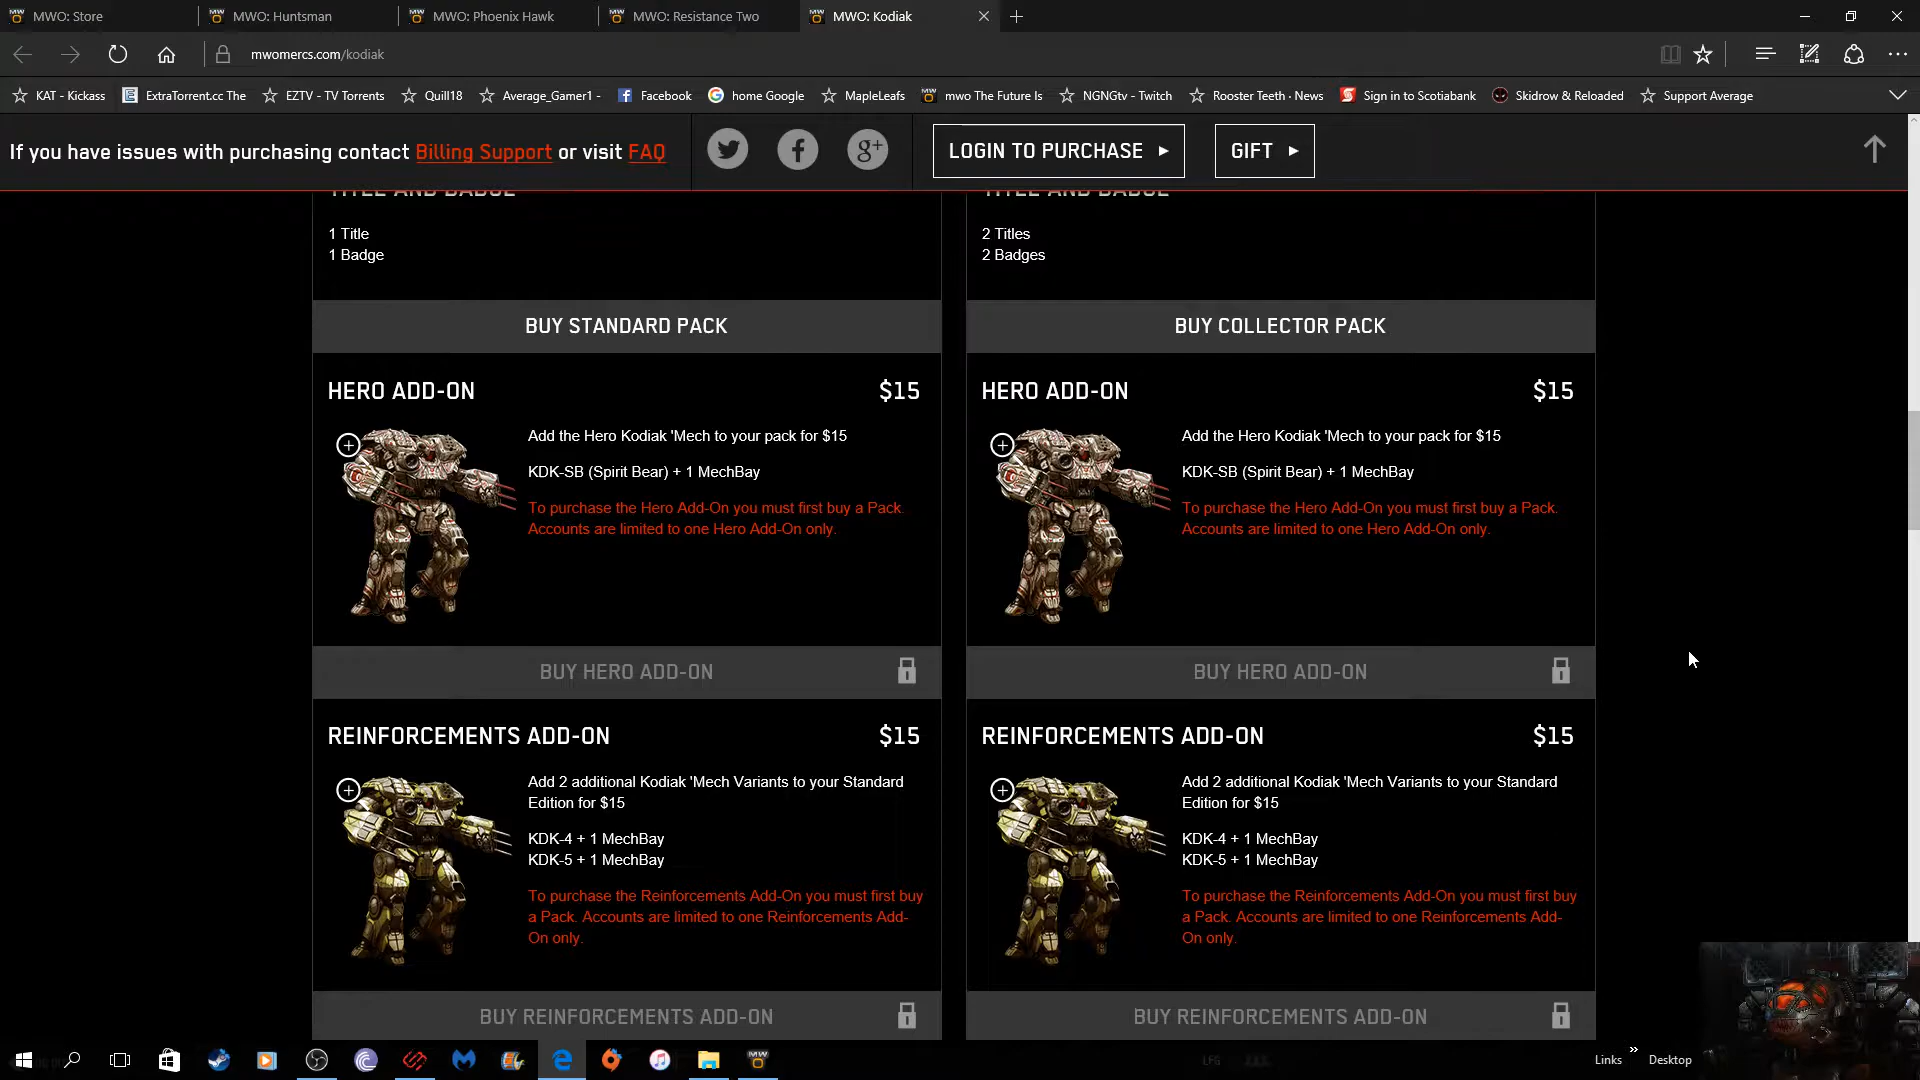 MWO: Store
MWO: Huntsman
MWO: Phoenix Hawk
MWO: Resistance Two
MWO: Kodiak
mwomercs.com/kodiak
KAT - Kickass
ExtraTorrent.cc The
EZTV - TV Torrents
Quill18
Average_Gamer1 -
Facebook
home Google
MapleLeafs
mwo The Future Is
NGNGtv - Twitch
Rooster Teeth · News
Sign in to Scotiabank
Skidrow & Reloaded
Support Average
If you have issues with purchasing contact Billing Support or visit FAQ
LOGIN TO PURCHASE
GIFT
TITLE AND BADGE
1 Title
1 Badge
BUY STANDARD PACK
HERO ADD-ON $15
Add the Hero Kodiak 'Mech to your pack for $15
KDK-SB (Spirit Bear) + 1 MechBay
To purchase the Hero Add-On you must first buy a Pack.
Accounts are limited to one Hero Add-On only.
BUY HERO ADD-ON
REINFORCEMENTS ADD-ON $15
Add 2 additional Kodiak 'Mech Variants to your Standard
Edition for $15
KDK-4 + 1 MechBay
KDK-5 + 1 MechBay
To purchase the Reinforcements Add-On you must first buy
a Pack. Accounts are limited to one Reinforcements Add-
On only.
BUY REINFORCEMENTS ADD-ON
TITLE AND BADGE
2 Titles
2 Badges
BUY COLLECTOR PACK
HERO ADD-ON $15
Add the Hero Kodiak 'Mech to your pack for $15
KDK-SB (Spirit Bear) + 1 MechBay
To purchase the Hero Add-On you must first buy a Pack.
Accounts are limited to one Hero Add-On only.
BUY HERO ADD-ON
REINFORCEMENTS ADD-ON $15
Add 2 additional Kodiak 'Mech Variants to your Standard
Edition for $15
KDK-4 + 1 MechBay
KDK-5 + 1 MechBay
To purchase the Reinforcements Add-On you must first buy
a Pack. Accounts are limited to one Reinforcements Add-
On only.
BUY REINFORCEMENTS ADD-ON
LFG
Links
Desktop